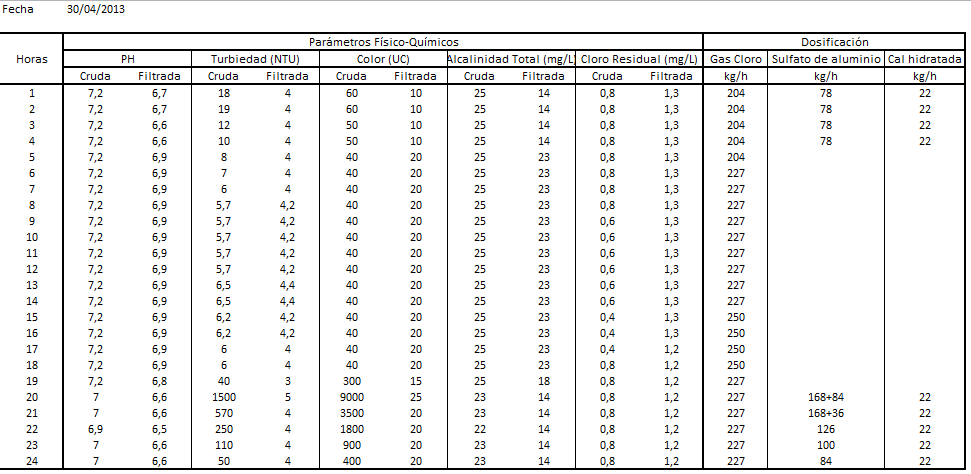 Fecha 30/04/2013
Parámetros Físico-Químicos Dosificación
Horas PH Turbiedad (NTU) Color (UC) Alcalinidad Total (mg/L) Cloro Residual (mg/L) Gas Cloro Sulfato de aluminio Cal hidratada
Cruda Filtrada Cruda Filtrada Cruda Filtrada Cruda Filtrada Cruda Filtrada kg/h kg/h kg/h
1 7,2 6,7 18 4 60 10 25 14 0,8 1,3 204 78 22
2 7,2 6,7 19 4 60 10 25 14 0,8 1,3 204 78 22
3 7,2 6,6 12 4 50 10 25 14 0,8 1,3 204 78 22
4 7,2 6,6 10 4 50 10 25 14 0,8 1,3 204 78 22
5 7,2 6,9 8 4 40 20 25 23 0,8 1,3 204
6 7,2 6,9 7 4 40 20 25 23 0,8 1,3 227
7 7,2 6,9 6 4 40 20 25 23 0,8 1,3 227
8 7,2 6,9 5,7 4,2 40 20 25 23 0,8 1,3 227
9 7,2 6,9 5,7 4,2 40 20 25 23 0,6 1,3 227
10 7,2 6,9 5,7 4,2 40 20 25 23 0,6 1,3 227
11 7,2 6,9 5,7 4,2 40 20 25 23 0,6 1,3 227
12 7,2 6,9 5,7 4,2 40 20 25 23 0,6 1,3 227
13 7,2 6,9 6,5 4,4 40 20 25 23 0,6 1,3 227
14 7,2 6,9 6,5 4,4 40 20 25 23 0,6 1,3 227
15 7,2 6,9 6,2 4,2 40 20 25 23 0,4 1,3 250
16 7,2 6,9 6,2 4,2 40 20 25 23 0,4 1,3 250
17 7,2 6,9 6 4 40 20 25 23 0,4 1,2 250
18 7,2 6,9 6 4 40 20 25 23 0,8 1,2 250
19 7,2 6,8 40 3 300 15 25 18 0,8 1,2 227
20 7 6,6 1500 5 9000 25 23 14 0,8 1,2 227 168+84 22
21 7 6,6 570 4 3500 20 23 14 0,8 1,2 227 168+36 22
22 6,9 6,5 250 4 1800 20 22 14 0,8 1,2 227 126 22
23 7 6,6 110 4 900 20 23 14 0,8 1,2 227 100 22
24 7 6,6 50 4 400 20 23 14 0,8 1,2 227 84 22